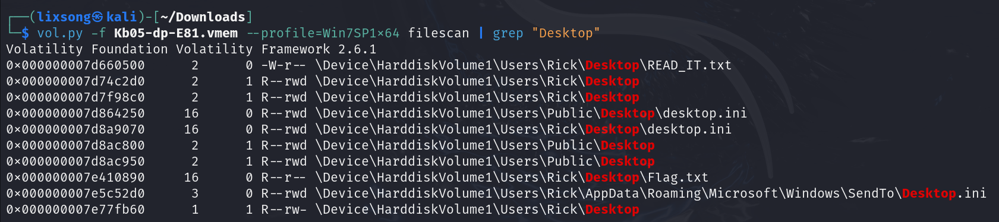 ┌──(lixsong㉿kali)-[~/Downloads]
└─$ vol.py -f Kb05-dp-E81.vmem --profile=Win7SP1x64 filescan | grep "Desktop"
Volatility Foundation Volatility Framework 2.6.1
0x000000007d660500      2      0 -W-r-- \Device\HarddiskVolume1\Users\Rick\Desktop\READ_IT.txt
0x000000007d74c2d0      2      1 R--rwd \Device\HarddiskVolume1\Users\Rick\Desktop
0x000000007d7f98c0      2      1 R--rwd \Device\HarddiskVolume1\Users\Rick\Desktop
0x000000007d864250     16      0 R--rwd \Device\HarddiskVolume1\Users\Public\Desktop\desktop.ini
0x000000007d8a9070     16      0 R--rwd \Device\HarddiskVolume1\Users\Rick\Desktop\desktop.ini
0x000000007d8ac800      2      1 R--rwd \Device\HarddiskVolume1\Users\Public\Desktop
0x000000007d8ac950      2      1 R--rwd \Device\HarddiskVolume1\Users\Public\Desktop
0x000000007e410890     16      0 R--r-- \Device\HarddiskVolume1\Users\Rick\Desktop\Flag.txt
0x000000007e5c52d0      3      0 R--rwd \Device\HarddiskVolume1\Users\Rick\AppData\Roaming\Microsoft\Windows\SendTo\Desktop.ini
0x000000007e77fb60      1      1 R--rw- \Device\HarddiskVolume1\Users\Rick\Desktop